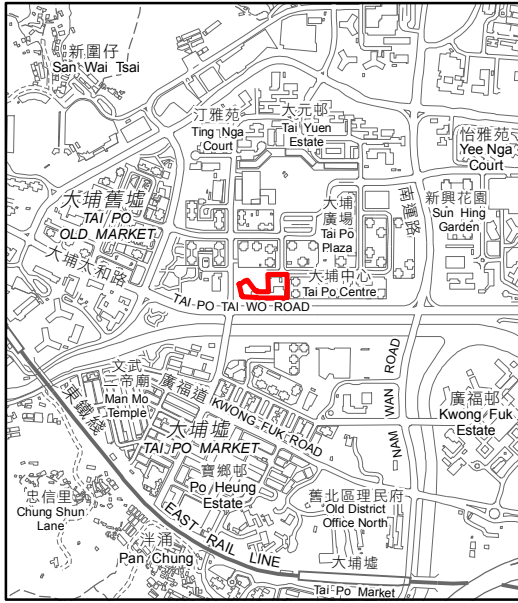 新圍仔
San Wai Tsai
汀雅苑
Ting Nga
Court
大元邨
Tai Yuen
Estate
怡雅苑
Yee Nga
Court
大埔舊墟
TAI PO
OLD MARKET
大埔
廣場
Tai Po
Plaza
南運路
新興花園
Sun Hing
Garden
大埔太和路
大埔中心
Tai Po Centre
TAI PO TAI WO ROAD
文武
二帝廟
Man Mo
Temple
廣福道
KWONG FUK ROAD
NAM WAN ROAD
廣福邨
Kwong Fuk
Estate
東鐵綫
大埔墟
TAI PO MARKET
寶鄉邨
Po Heung
Estate
忠信里
Chung Shun
Lane
舊北區理民府
Old District
Office North
泮涌
Pan Chung
EAST RAIL LINE
大埔墟
Tai Po Market